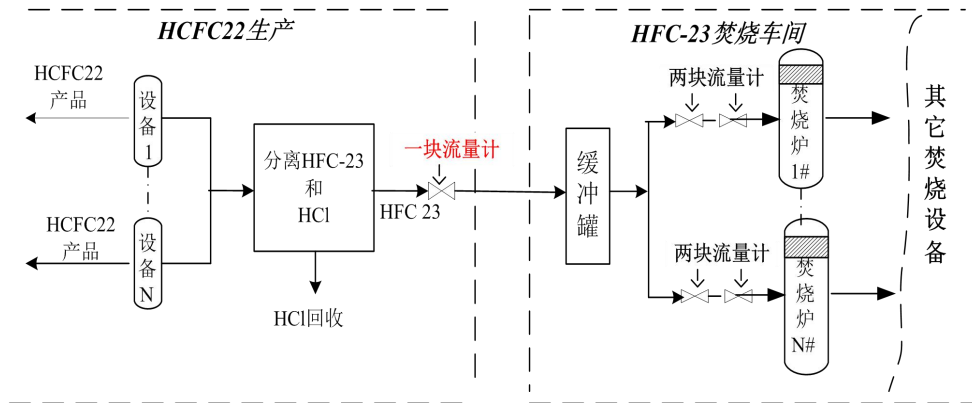 HCFC22生产
HCFC22
产品
设备1
分离HFC-23
和
HCl
一块流量计
HFC 23
HCFC22
产品
设备N
HCl回收
HFC-23焚烧车间
两块流量计
焚烧炉1#
缓冲罐
两块流量计
焚烧炉N#
其它焚烧设备